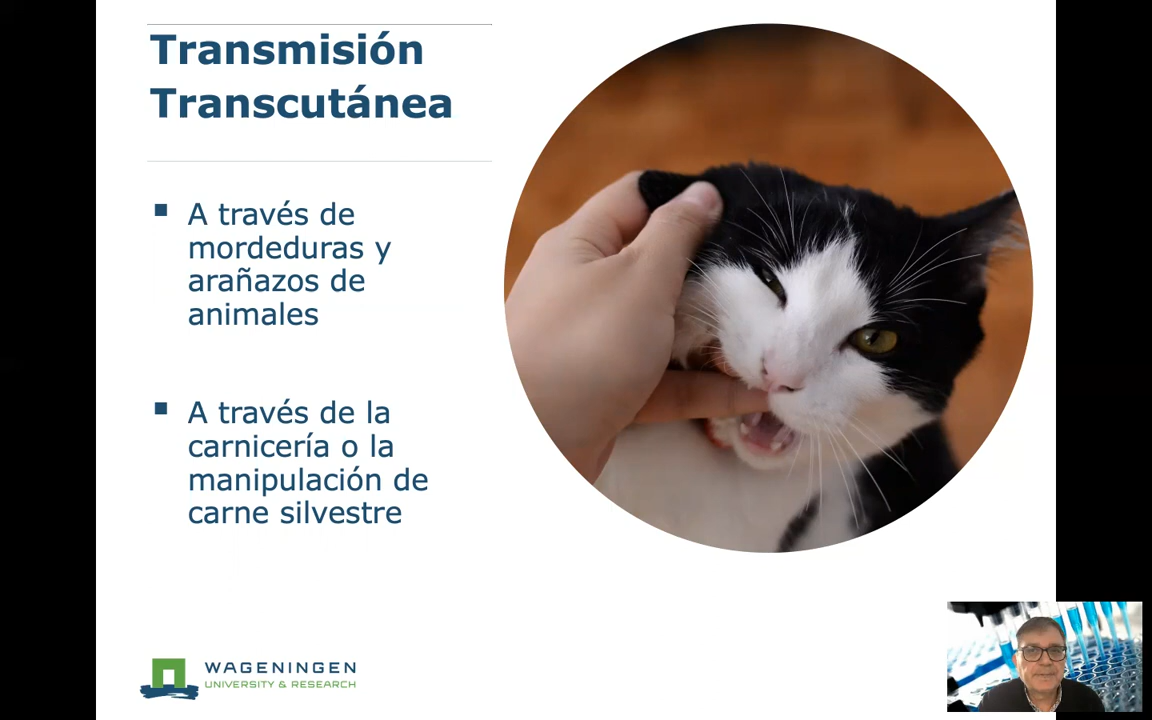 Transmisión
Transcutánea
A través de
mordeduras y
arañazos de
animales
A través de la
carnicería o la
manipulación de
carne silvestre
WAGENINGEN
UNIVERSITY & RESEARCH